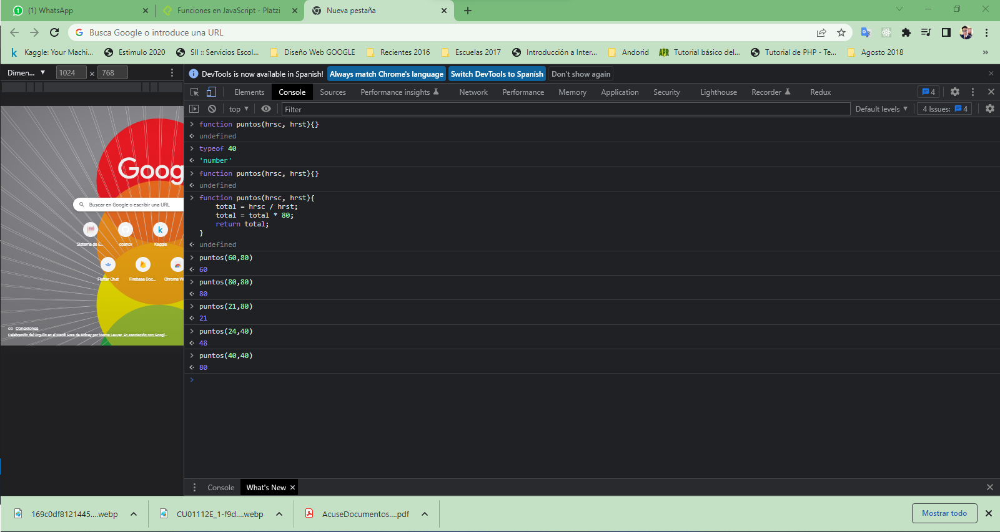 (1) WhatsApp
Funciones en JavaScript - Platzi
Nueva pestaña
Busca Google o introduce una URL
Kaggle: Your Machi...
Estimulo 2020
SII :: Servicios Escol...
Diseño Web GOOGLE
Recientes 2016
Escuelas 2017
Introducción a Inter...
Andorid
Tutorial básico del...
Tutorial de PHP - Te...
Agosto 2018
Dimen... 1024 × 768
DevTools is now available in Spanish! Always match Chrome's language Switch DevTools to Spanish Don't show again
Elements Console Sources Performance insights Network Performance Memory Application Security Lighthouse Recorder Redux 4
top Filter Default levels 4 Issues: 4
function puntos(hrsc, hrst){}
undefined
typeof 40
'number'
function puntos(hrsc, hrst){}
undefined
function puntos(hrsc, hrst){
total = hrsc / hrst;
total = total * 80;
return total;
}
undefined
puntos(60,80)
60
puntos(80,80)
80
puntos(21,80)
21
puntos(24,40)
48
puntos(40,40)
80
Goog
Buscar en Google o escribir una URL
Sistema de E...
opencv
Kaggle
Flutter Chat
Firebase Doc...
Chrome W
Conexiones
Celebración del Orgullo en el Mardi Gras de Sídney por
Console What's New
169c0df8121445....webp
CU01112E_1-f9d....webp
AcuseDocumentos....pdf
Mostrar todo